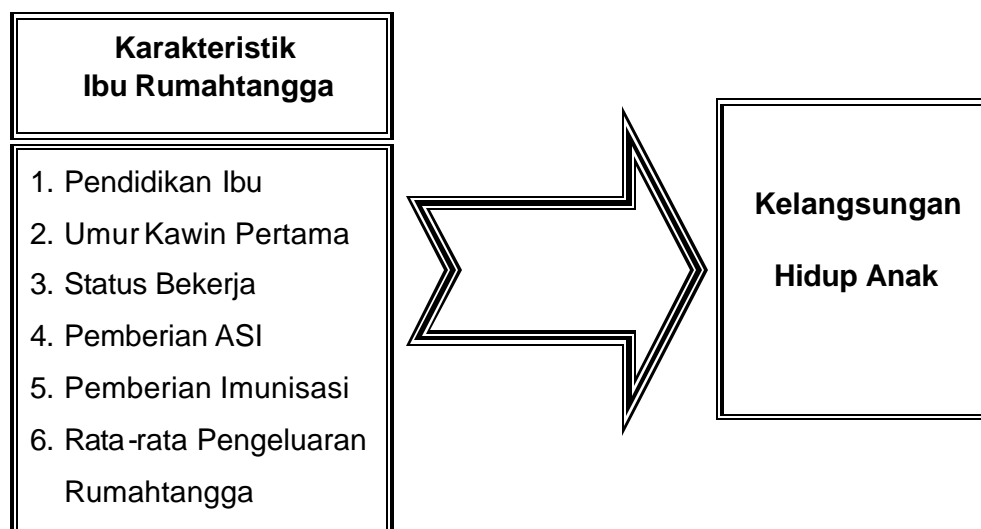 Karakteristik
Ibu Rumahtangga
1. Pendidikan Ibu
2. Umur Kawin Pertama
3. Status Bekerja
4. Pemberian ASI
5. Pemberian Imunisasi
6. Rata-rata Pengeluaran
Rumahtangga
Kelangsungan
Hidup Anak